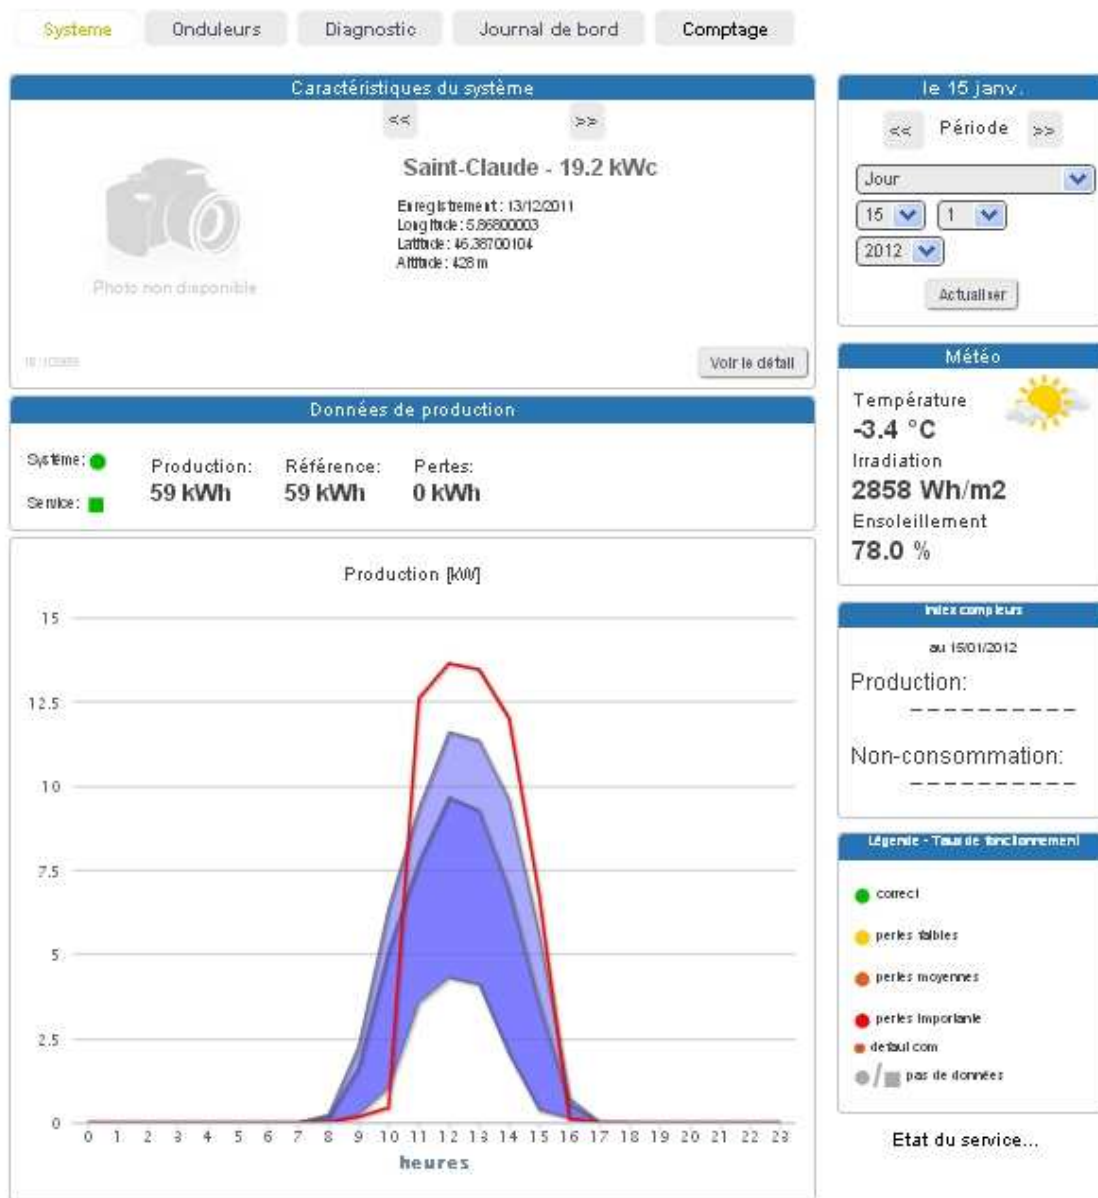 Systeme
Onduleurs
Diagnostic
Journal de bord
Comptage
Caractéristiques du système
<<
>>
Saint-Claude - 19.2 kWc
Enregistrement : 13/12/2011
Longitude : 5.86800003
Latitude : 46.38700104
Altitude : 428 m
Photo non disponible
Voir le détail
Données de production
Système :
Production:
Référence:
Pertes:
59 kWh
59 kWh
0 kWh
Service :
Production [kW]
15
12.5
10
7.5
5
2.5
0
0 1 2 3 4 5 6 7 8 9 10 11 12 13 14 15 16 17 18 19 20 21 22 23
heures
le 15 janv.
<< Période >>
Jour
15 1
2012
Actualiser
Météo
Température
-3.4 °C
Irradiation
2858 Wh/m2
Ensoleillement
78.0 %
Index compteurs
au 15/01/2012
Production:
----------
Non-consommation:
----------
Légende - Taux de fonctionnement
correct
pertes faibles
pertes moyennes
pertes importante
defaut com
/ pas de données
Etat du service...